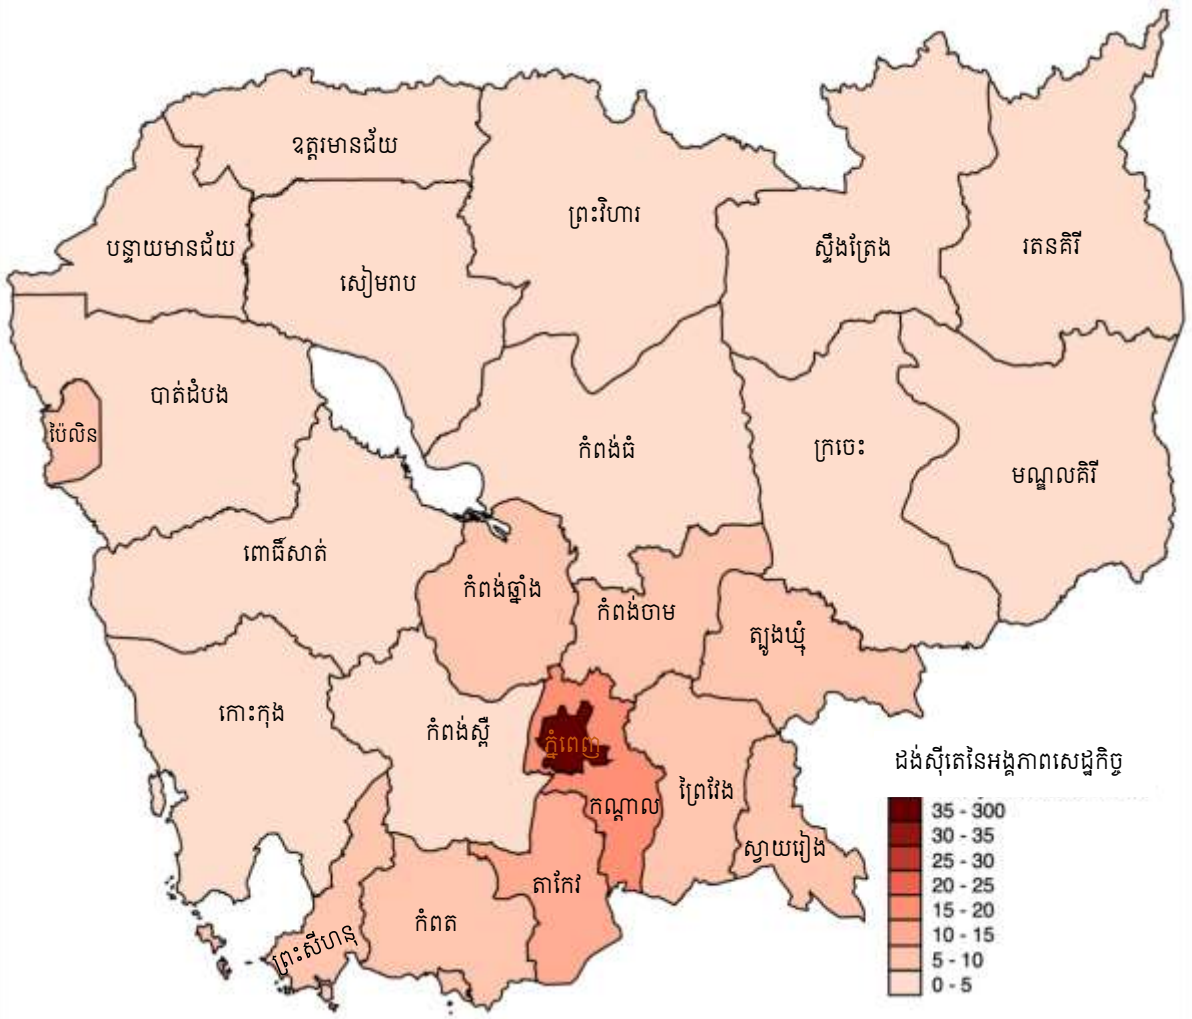 ឧត្តរមានជ័យ
ព្រះវិហារ
បន្ទាយមានជ័យ
ស្ទឹងត្រែង
រតនគិរី
សៀមរាប
បាត់ដំបង
ប៉ៃលិន
កំពង់ធំ
ក្រចេះ
មណ្ឌលគិរី
ពោធិ៍សាត់
កំពង់ឆ្នាំង
កំពង់ចាម
ត្បូងឃ្មុំ
កោះកុង
កំពង់ស្ពឺ
ភ្នំពេញ
កណ្តាល
ព្រៃវែង
ស្វាយរៀង
តាកែវ
កំពត
ព្រះសីហនុ
ដង់ស៊ីតេនៃអង្គភាពសេដ្ឋកិច្ច
35 - 300
30 - 35
25 - 30
20 - 25
15 - 20
10 - 15
5 - 10
0 - 5